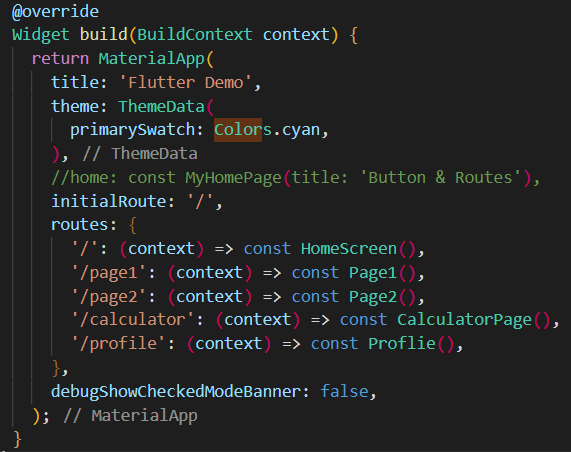 @override
Widget build(BuildContext context) {
return MaterialApp(
title: 'Flutter Demo',
theme: ThemeData(
primarySwatch: Colors.cyan,
), // ThemeData
//home: const MyHomePage(title: 'Button & Routes'),
initialRoute: '/',
routes: {
'/': (context) => const HomeScreen(),
'/page1': (context) => const Page1(),
'/page2': (context) => const Page2(),
'/calculator': (context) => const CalculatorPage(),
'/profile': (context) => const Proflie(),
},
debugShowCheckedModeBanner: false,
); // MaterialApp
}